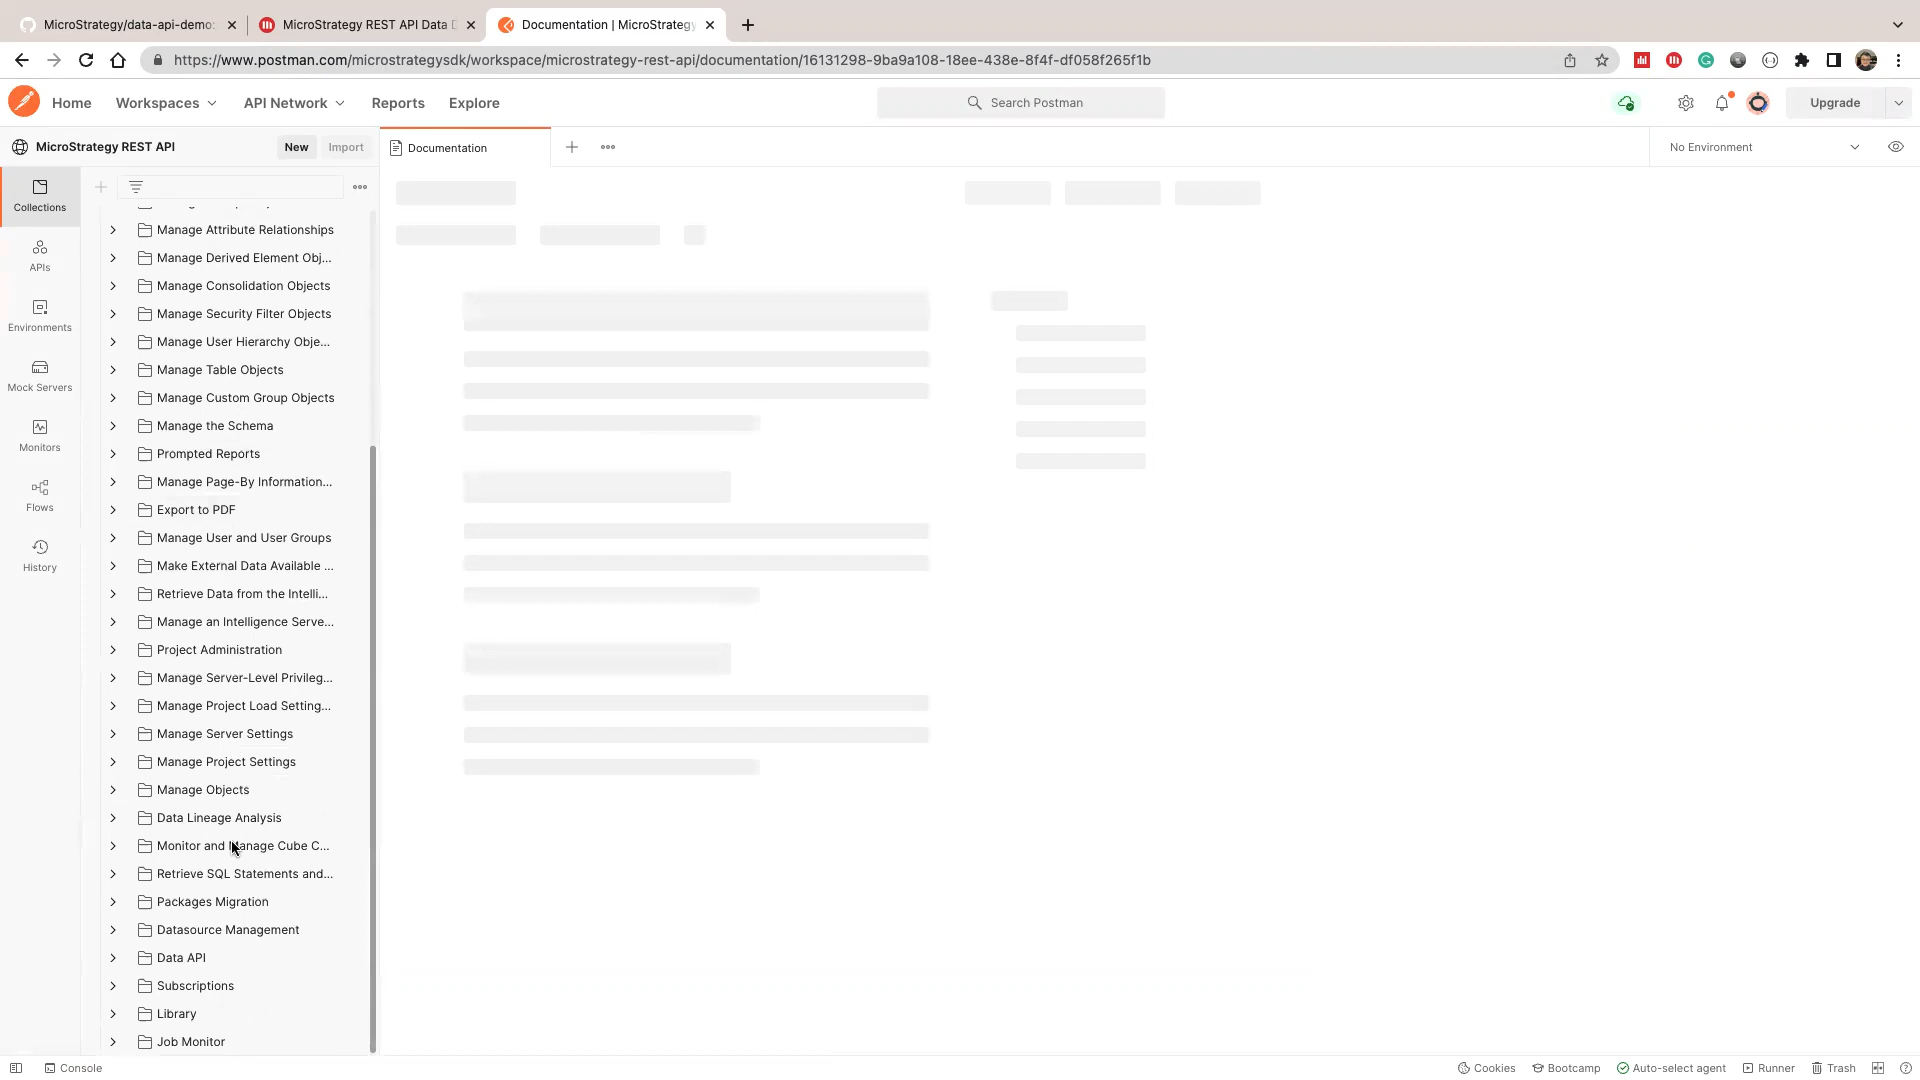 MicroStrategy/data-api-demo:
MicroStrategy REST API Data D
Documentation | MicroStrategy
https://www.postman.com/microstrategysdk/workspace/microstrategy-rest-api/documentation/16131298-9ba9a108-18ee-438e-8f4f-df058f265f1b
Home
Workspaces
API Network
Reports
Explore
Search Postman
Upgrade
MicroStrategy REST API
New
Import
Documentation
No Environment
Collections
APIs
Environments
Mock Servers
Monitors
Flows
History
Manage Attribute Relationships
Manage Derived Element Obj...
Manage Consolidation Objects
Manage Security Filter Objects
Manage User Hierarchy Obje...
Manage Table Objects
Manage Custom Group Objects
Manage the Schema
Prompted Reports
Manage Page-By Information...
Export to PDF
Manage User and User Groups
Make External Data Available ...
Retrieve Data from the Intelli...
Manage an Intelligence Serve...
Project Administration
Manage Server-Level Privileg...
Manage Project Load Setting...
Manage Server Settings
Manage Project Settings
Manage Objects
Data Lineage Analysis
Monitor and Manage Cube C...
Retrieve SQL Statements and...
Packages Migration
Datasource Management
Data API
Subscriptions
Library
Job Monitor
Console
Cookies
Bootcamp
Auto-select agent
Runner
Trash